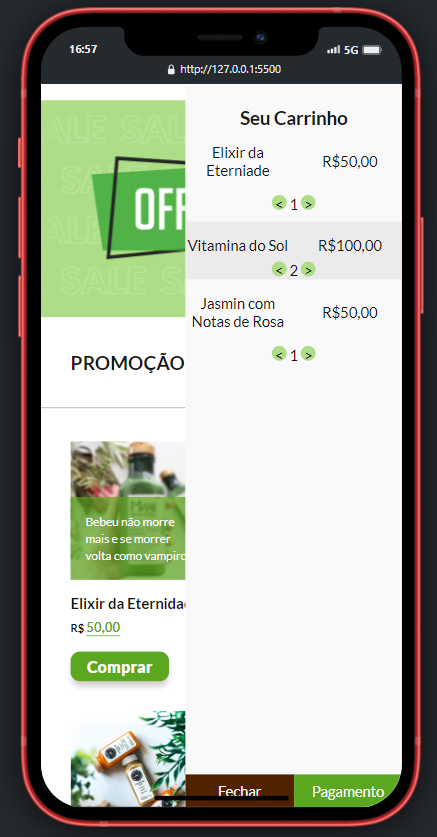 16:57
5G
http://127.0.0.1:5500
Seu Carrinho
Elixir da
Eterniade
R$50,00
< 1 >
Vitamina do Sol
R$100,00
< 2 >
Jasmin com
Notas de Rosa
R$50,00
< 1 >
ALE SALE
SALE
OFF
ALE
SALE SALE
PROMOÇÃO
Bebeu não morre
mais e se morrer
volta como vampiro
Elixir da Eternidad
R$ 50,00
Comprar
Fechar
Pagamento